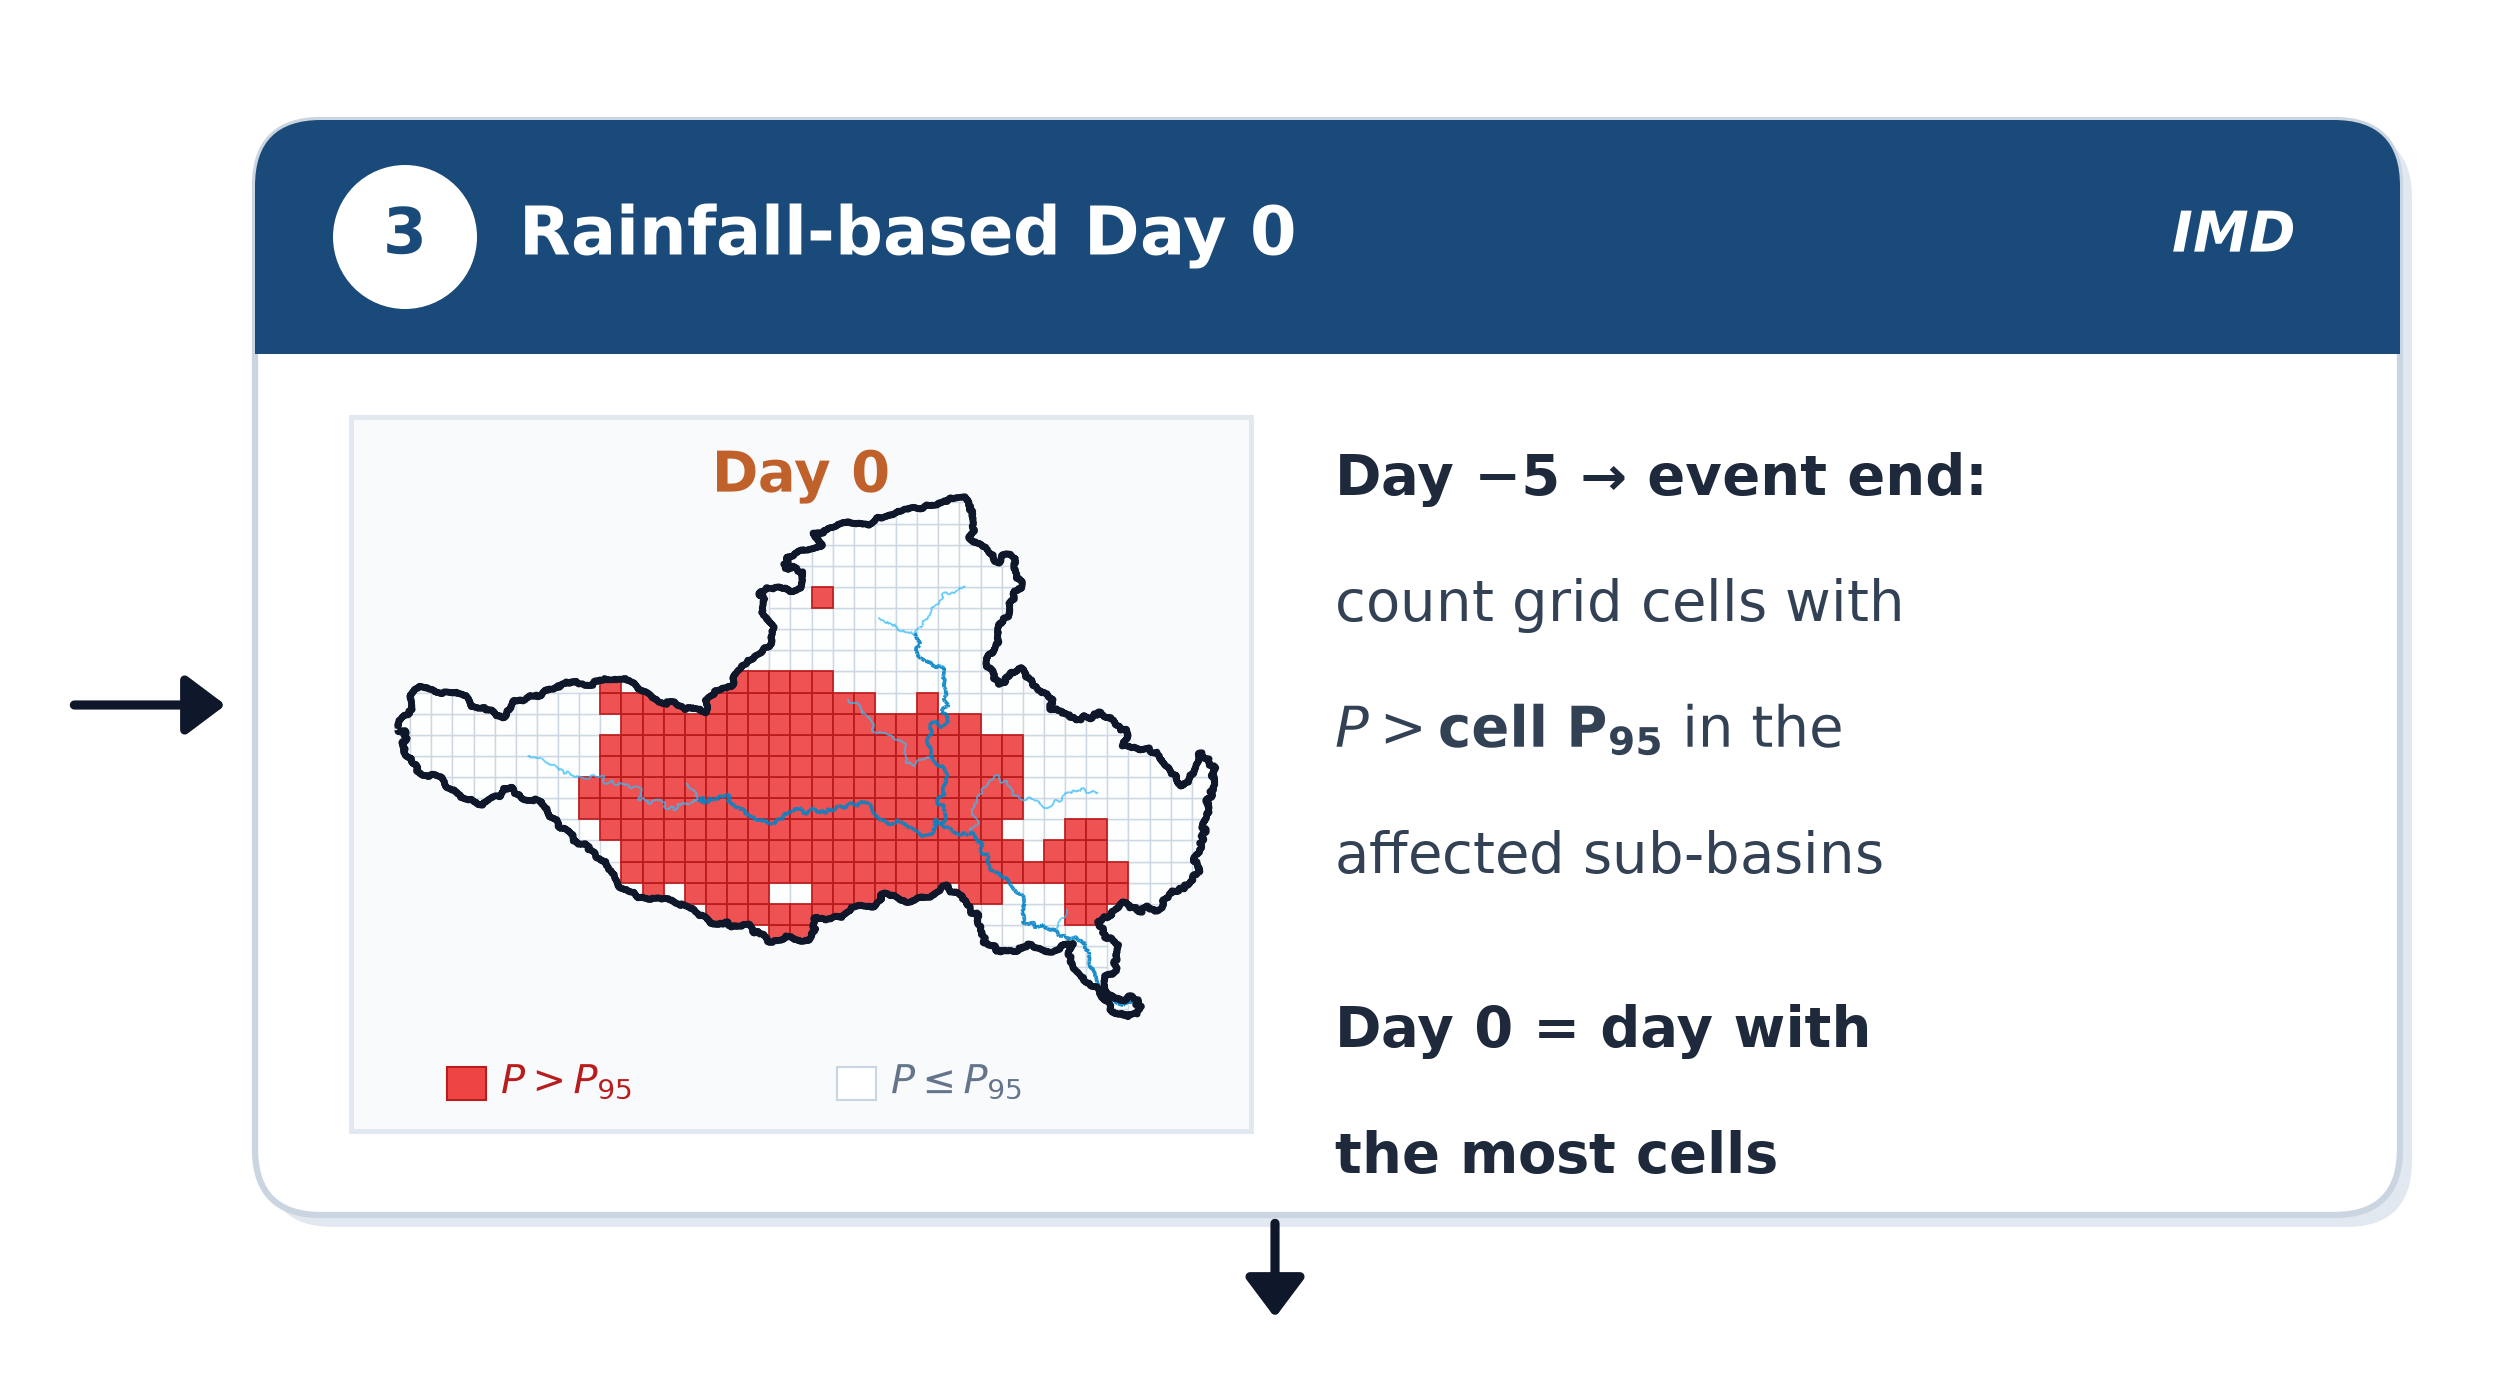 3 Rainfall-based Day 0 IMD
Day 0
P > P₉₅ P ≤ P₉₅
Day −5 → event end:
count grid cells with
P > cell P₉₅ in the
affected sub-basins
Day 0 = day with
the most cells